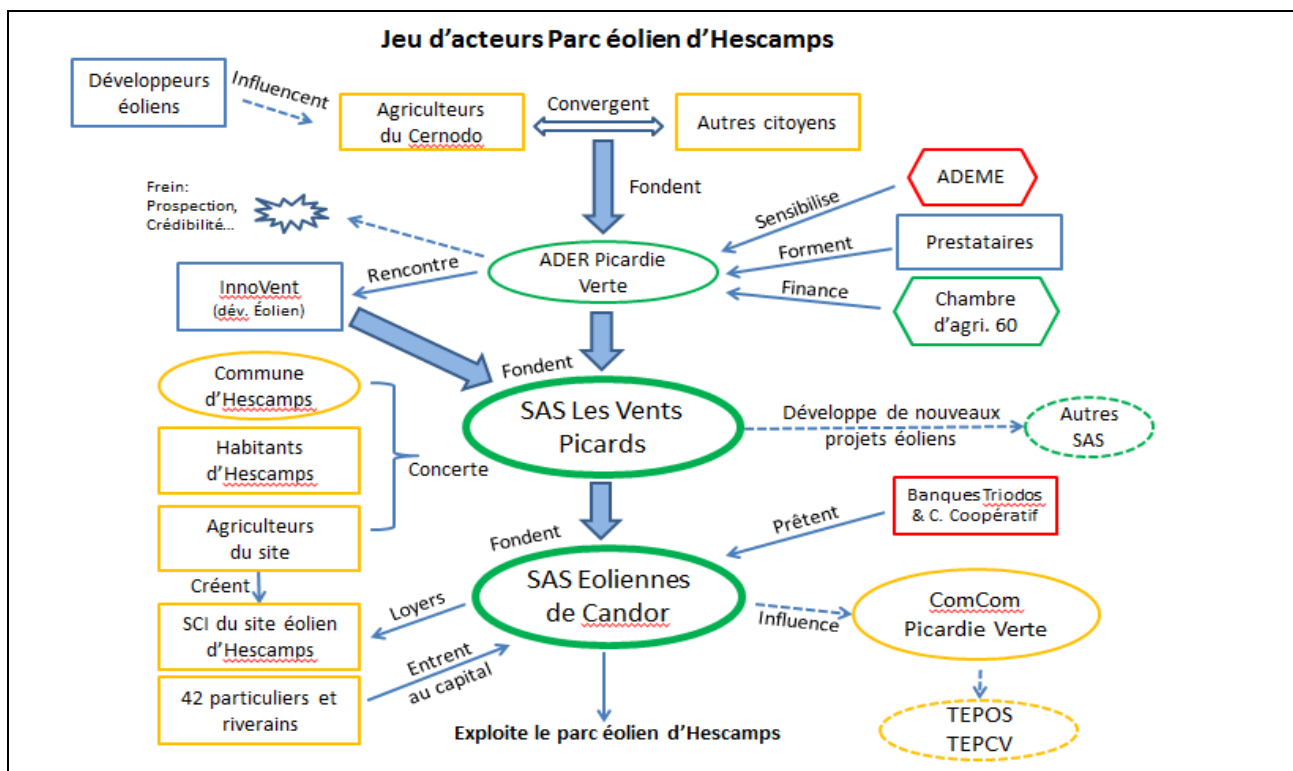 Jeu d'acteurs Parc éolien d'Hescamps
Développeurs
éoliens
Influencent
Agriculteurs
du Cernodo
Convergent
Autres citoyens
Fondent
Frein:
Prospection,
Crédibilité...
ADEME
Sensibilise
Prestataires
Forment
ADER Picardie
Verte
Rencontre
InnoVent
(dév. Éolien)
Finance
Chambre
d'agri. 60
Fondent
Commune
d'Hescamps
SAS Les Vents
Picards
Développe de nouveaux
projets éoliens
Autres
SAS
Habitants
d'Hescamps
Concerte
Agriculteurs
du site
Banques Triodos
& C. Coopératif
Prêtent
Fondent
Créent
SAS Eoliennes
de Candor
Loyers
SCI du site éolien
d'Hescamps
Influence
ComCom
Picardie Verte
Entrent
au capital
42 particuliers et
riverains
Exploite le parc éolien d'Hescamps
TEPOS
TEPCV